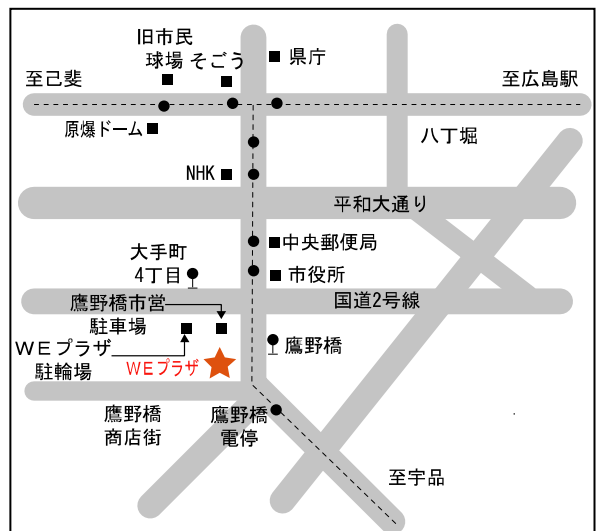 旧市民
球場
そごう
県庁
至己斐
至広島駅
原爆ドーム
八丁堀
NHK
平和大通り
中央郵便局
大手町
4丁目
市役所
鷹野橋市営
駐車場
国道2号線
WEプラザ
駐輪場
WEプラザ
鷹野橋
鷹野橋
商店街
鷹野橋
電停
至宇品